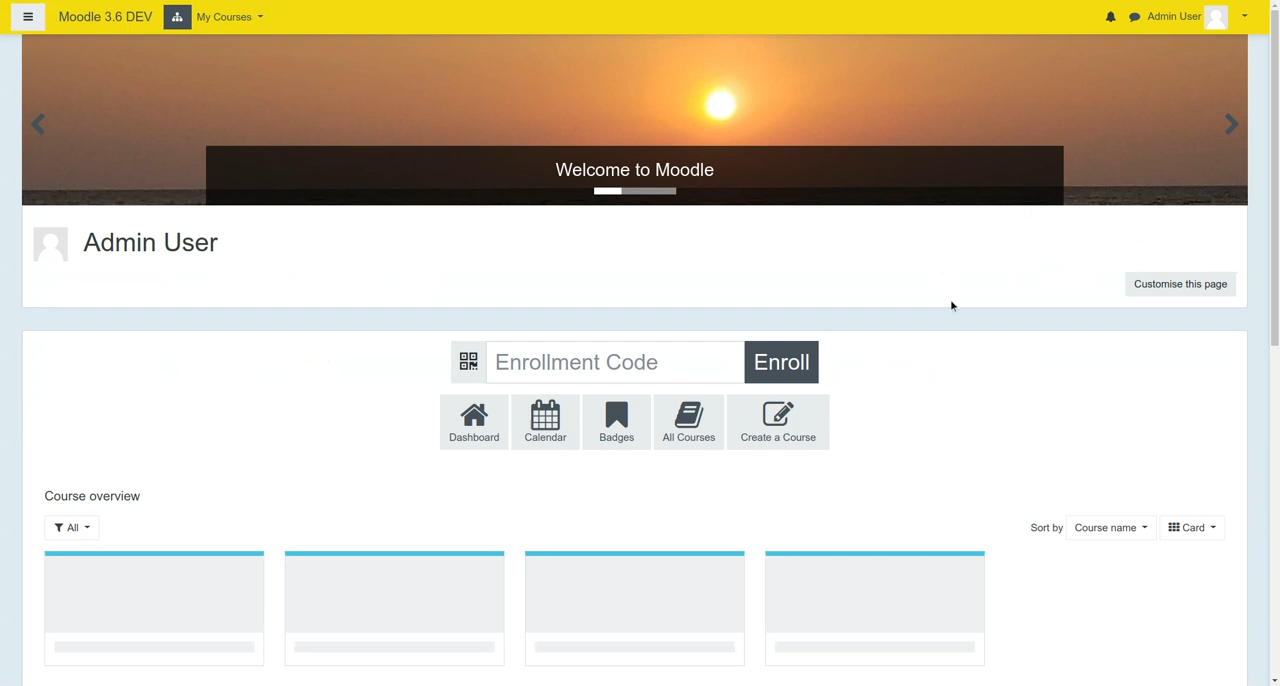 Moodle 3.6 DEV My Courses Admin User
Welcome to Moodle
Admin User
Customise this page
Enrollment Code Enroll
Dashboard Calendar Badges All Courses Create a Course
Course overview
All Sort by Course name Card